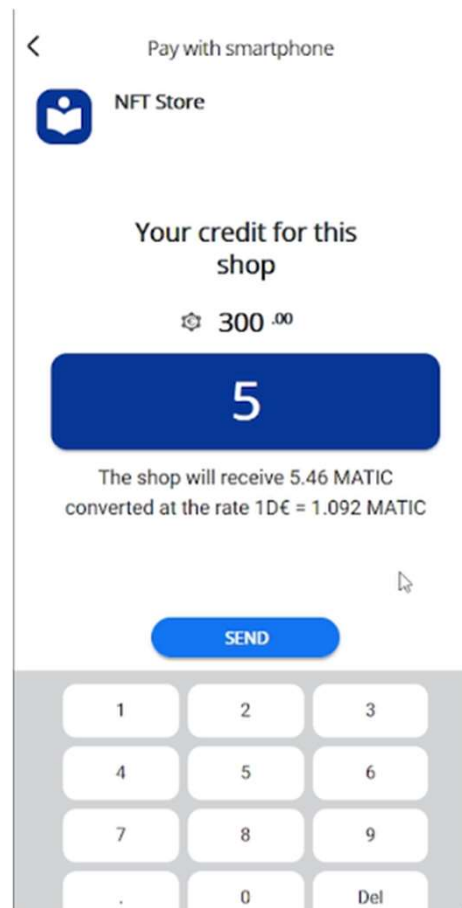 Pay with smartphone
NFT Store
Your credit for this
shop
300 .00
5
The shop will receive 5.46 MATIC
converted at the rate 1D€ = 1.092 MATIC
SEND
1 2 3
4 5 6
7 8 9
. 0 Del